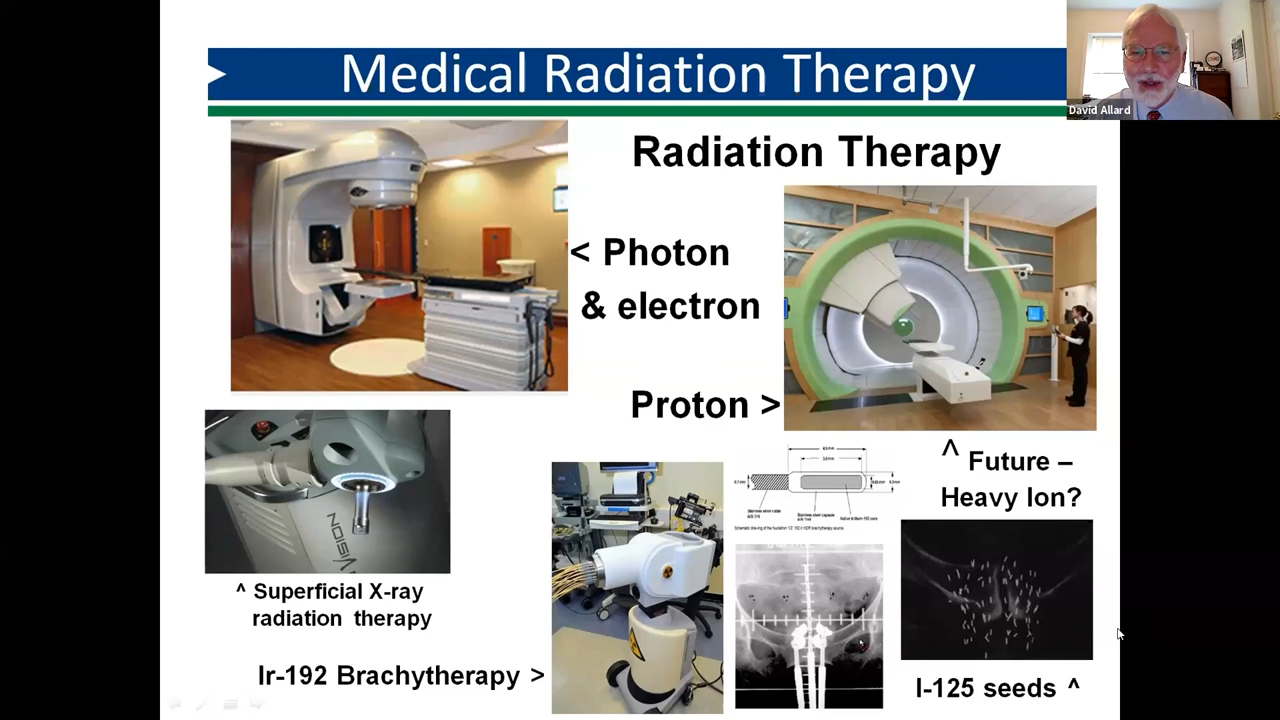 Medical Radiation Therapy
David Allard
Radiation Therapy
< Photon
& electron
Proton >
^ Future –
Heavy Ion?
VISION
^ Superficial X-ray
radiation therapy
Ir-192 Brachytherapy >
I-125 seeds ^